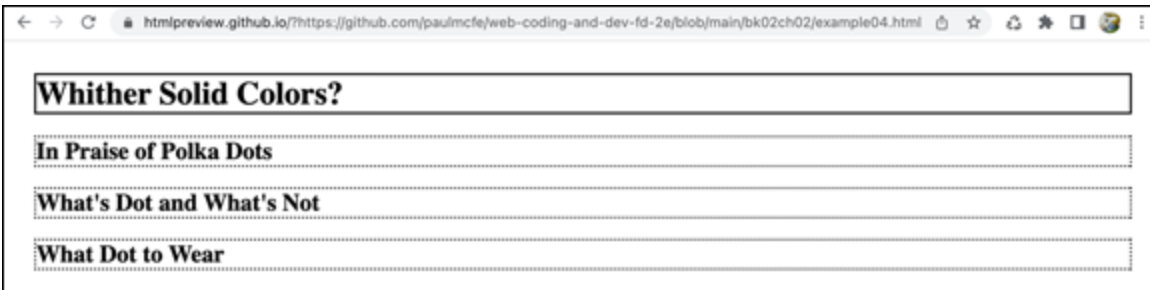 htmlpreview.github.io/?https://github.com/paulmcfe/web-coding-and-dev-fd-2e/blob/main/bk02ch02/example04.html
Whither Solid Colors?
In Praise of Polka Dots
What's Dot and What's Not
What Dot to Wear